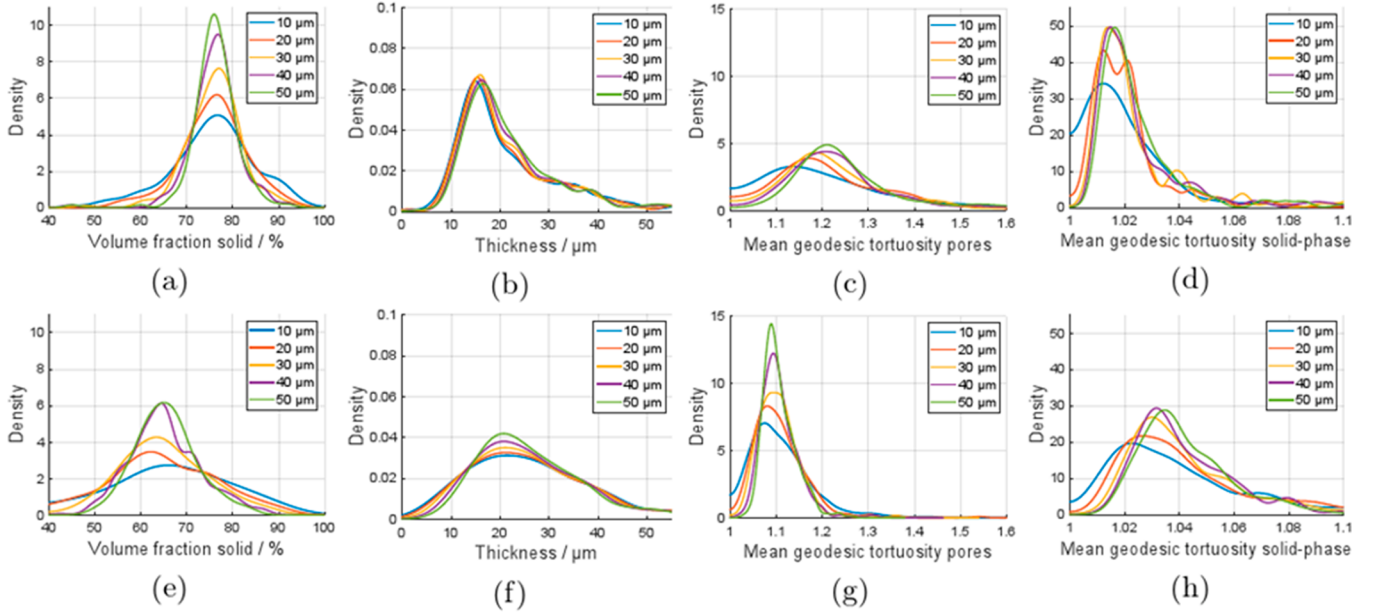 10 µm
20 µm
30 µm
40 µm
50 µm
Density
0
2
4
6
8
10
40 50 60 70 80 90 100
Volume fraction solid / %
(a)
10 µm
20 µm
30 µm
40 µm
50 µm
Density
0
0.02
0.04
0.06
0.08
0.1
0 10 20 30 40 50
Thickness / µm
(b)
10 µm
20 µm
30 µm
40 µm
50 µm
Density
0
5
10
15
1 1.1 1.2 1.3 1.4 1.5 1.6
Mean geodesic tortuosity pores
(c)
10 µm
20 µm
30 µm
40 µm
50 µm
Density
0
10
20
30
40
50
1 1.02 1.04 1.06 1.08 1.1
Mean geodesic tortuosity solid-phase
(d)
10 µm
20 µm
30 µm
40 µm
50 µm
Density
0
2
4
6
8
10
40 50 60 70 80 90 100
Volume fraction solid / %
(e)
10 µm
20 µm
30 µm
40 µm
50 µm
Density
0
0.02
0.04
0.06
0.08
0.1
0 10 20 30 40 50
Thickness / µm
(f)
10 µm
20 µm
30 µm
40 µm
50 µm
Density
0
5
10
15
1 1.1 1.2 1.3 1.4 1.5 1.6
Mean geodesic tortuosity pores
(g)
10 µm
20 µm
30 µm
40 µm
50 µm
Density
0
10
20
30
40
50
1 1.02 1.04 1.06 1.08 1.1
Mean geodesic tortuosity solid-phase
(h)